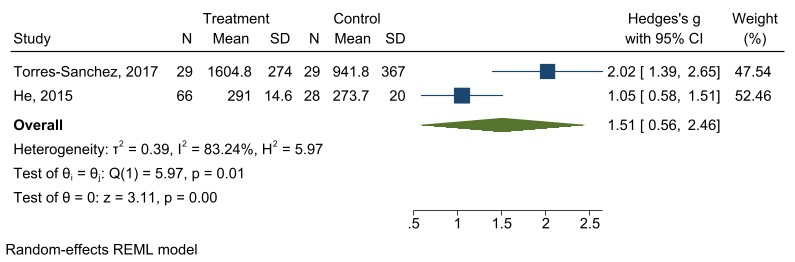 Treatment Control Hedges's g Weight
Study N Mean SD N Mean SD with 95% CI (%)
Torres-Sanchez, 2017 29 1604.8 274 29 941.8 367 2.02 [ 1.39, 2.65] 47.54
He, 2015 66 291 14.6 28 273.7 20 1.05 [ 0.58, 1.51] 52.46
Overall 1.51 [ 0.56, 2.46]
Heterogeneity: τ² = 0.39, I² = 83.24%, H² = 5.97
Test of θᵢ = θⱼ: Q(1) = 5.97, p = 0.01
Test of θ = 0: z = 3.11, p = 0.00
.5 1 1.5 2 2.5
Random-effects REML model